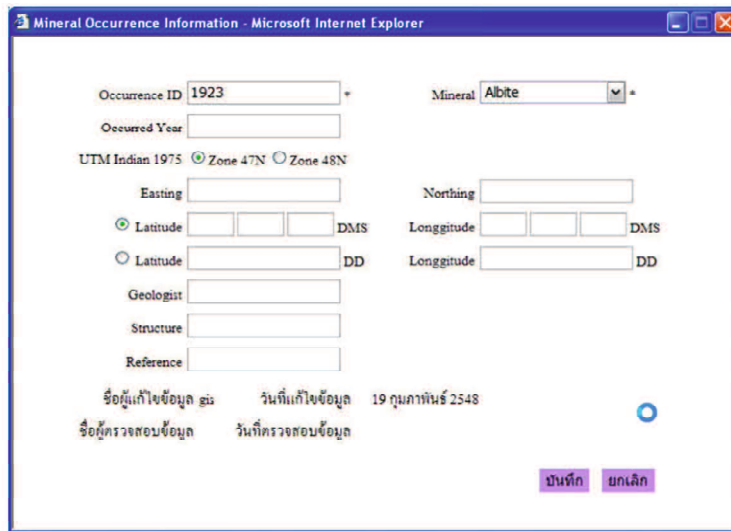 Mineral Occurrence Information - Microsoft Internet Explorer
Occurrence ID 1923 * Mineral Albite *
Occurred Year
UTM Indian 1975 Zone 47N Zone 48N
Easting Northing
Latitude DMS Longgitude DMS
Latitude DD Longgitude DD
Geologist
Structure
Reference
ชื่อผู้แก้ไขข้อมูล gis วันที่แก้ไขข้อมูล 19 กุมภาพันธ์ 2548
ชื่อผู้ตรวจสอบข้อมูล วันที่ตรวจสอบข้อมูล
บันทึก ยกเลิก